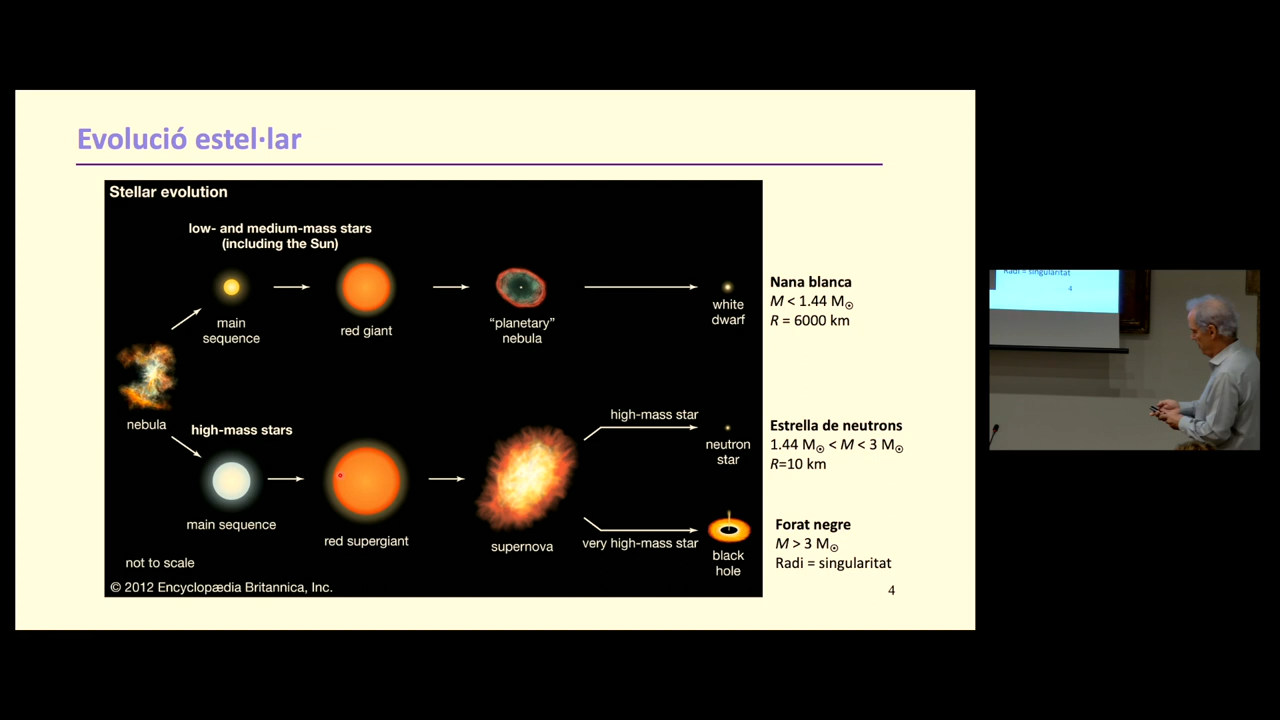 Evolució estel·lar
Stellar evolution
low- and medium-mass stars
(including the Sun)
main
sequence
red giant
"planetary"
nebula
white
dwarf
Nana blanca
M < 1.44 M☉
R = 6000 km
nebula
high-mass stars
main sequence
red supergiant
supernova
high-mass star
neutron
star
very high-mass star
black
hole
Estrella de neutrons
1.44 M☉ < M < 3 M☉
R=10 km
Forat negre
M > 3 M☉
Radi = singularitat
not to scale
© 2012 Encyclopædia Britannica, Inc.
4
Radi = singularitat
4